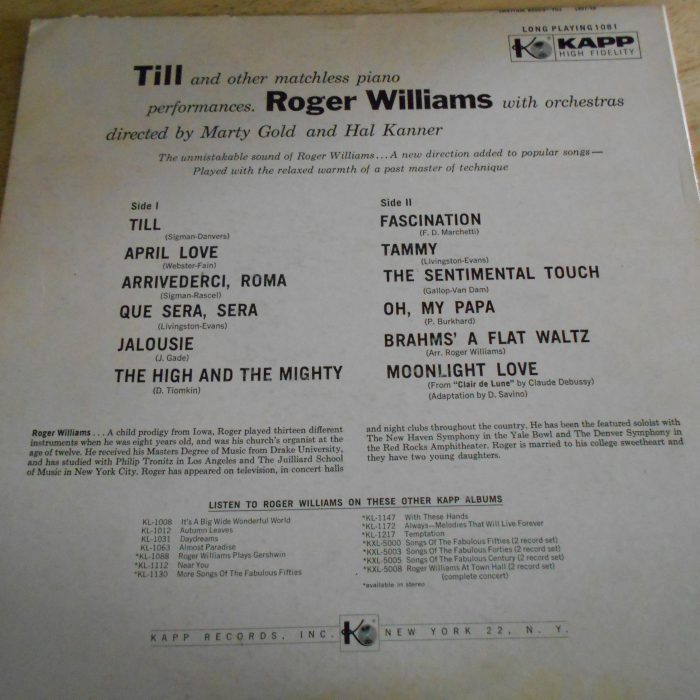 LONG PLAYING 1081
K KAPP
HIGH FIDELITY
Till and other matchless piano
performances. Roger Williams with orchestras
directed by Marty Gold and Hal Kanner
The unmistakable sound of Roger Williams...A new direction added to popular songs—
Played with the relaxed warmth of a past master of technique
Side I
TILL
(Sigman-Danvers)
APRIL LOVE
(Webster-Fain)
ARRIVEDERCI, ROMA
(Sigman-Rascel)
QUE SERA, SERA
(Livingston-Evans)
JALOUSIE
(J. Gade)
THE HIGH AND THE MIGHTY
(D. Tiomkin)
Side II
FASCINATION
(F. D. Marchetti)
TAMMY
(Livingston-Evans)
THE SENTIMENTAL TOUCH
(Gallop-Van Dam)
OH, MY PAPA
(P. Burkhard)
BRAHMS' A FLAT WALTZ
(Arr. Roger Williams)
MOONLIGHT LOVE
(From "Clair de Lune" by Claude Debussy)
(Adaptation by D. Savino)
Roger Williams...A child prodigy from Iowa, Roger played thirteen different
instruments when he was eight years old, and was his church's organist at the
age of twelve. He received his Masters Degree of Music from Drake University,
and has studied with Philip Tronitz in Los Angeles and The Juilliard School
of Music in New York City. Roger has appeared on television, in concert halls
and night clubs throughout the country. He has been the featured soloist with
The New Haven Symphony in the Yale Bowl and The Denver Symphony in
the Red Rocks Amphitheater. Roger is married to his college sweetheart and
they have two young daughters.
LISTEN TO ROGER WILLIAMS ON THESE OTHER KAPP ALBUMS
KL-1008 It's A Big Wide Wonderful World
KL-1012 Autumn Leaves
KL-1031 Daydreams
KL-1063 Almost Paradise
*KL-1088 Roger Williams Plays Gershwin
*KL-1112 Near You
*KL-1130 More Songs Of The Fabulous Fifties
*KL-1147 With These Hands
*KL-1172 Always—Melodies That Will Live Forever
*KL-1217 Temptation
*KXL-5000 Songs Of The Fabulous Fifties (2 record set)
*KXL-5003 Songs Of The Fabulous Forties (2 record set)
*KXL-5005 Songs Of The Fabulous Century (2 record set)
*KXL-5008 Roger Williams At Town Hall (2 record set)
(complete concert)
*available in stereo
KAPP RECORDS, INC. K NEW YORK 22, N. Y.